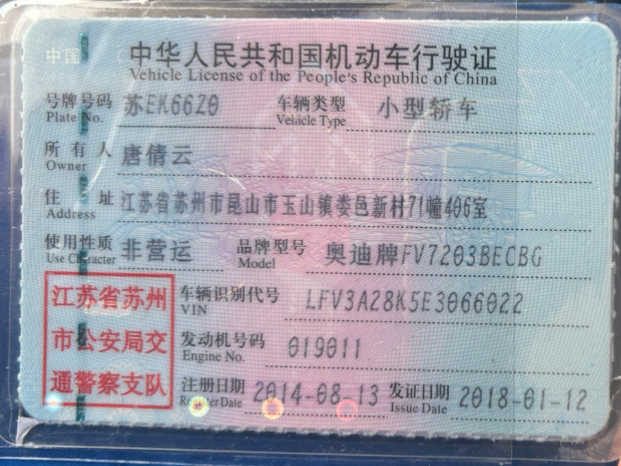 中国
中华人民共和国机动车行驶证
Vehicle License of the People's Republic of China
号牌号码 苏EK66Z0 车辆类型 小型轿车
Plate No. Vehicle Type
所有人 唐倩云
Owner
住址 江苏省苏州市昆山市玉山镇娄邑新村71幢406室
Address
使用性质 非营运 品牌型号 奥迪牌FV7203BECBG
Use Character Model
江苏省苏州
市公安局交
通警察支队
车辆识别代号 LFV3A28K5E3066022
VIN
发动机号码 019011
Engine No.
注册日期 2014-08-13 发证日期 2018-01-12
Register Date Issue Date